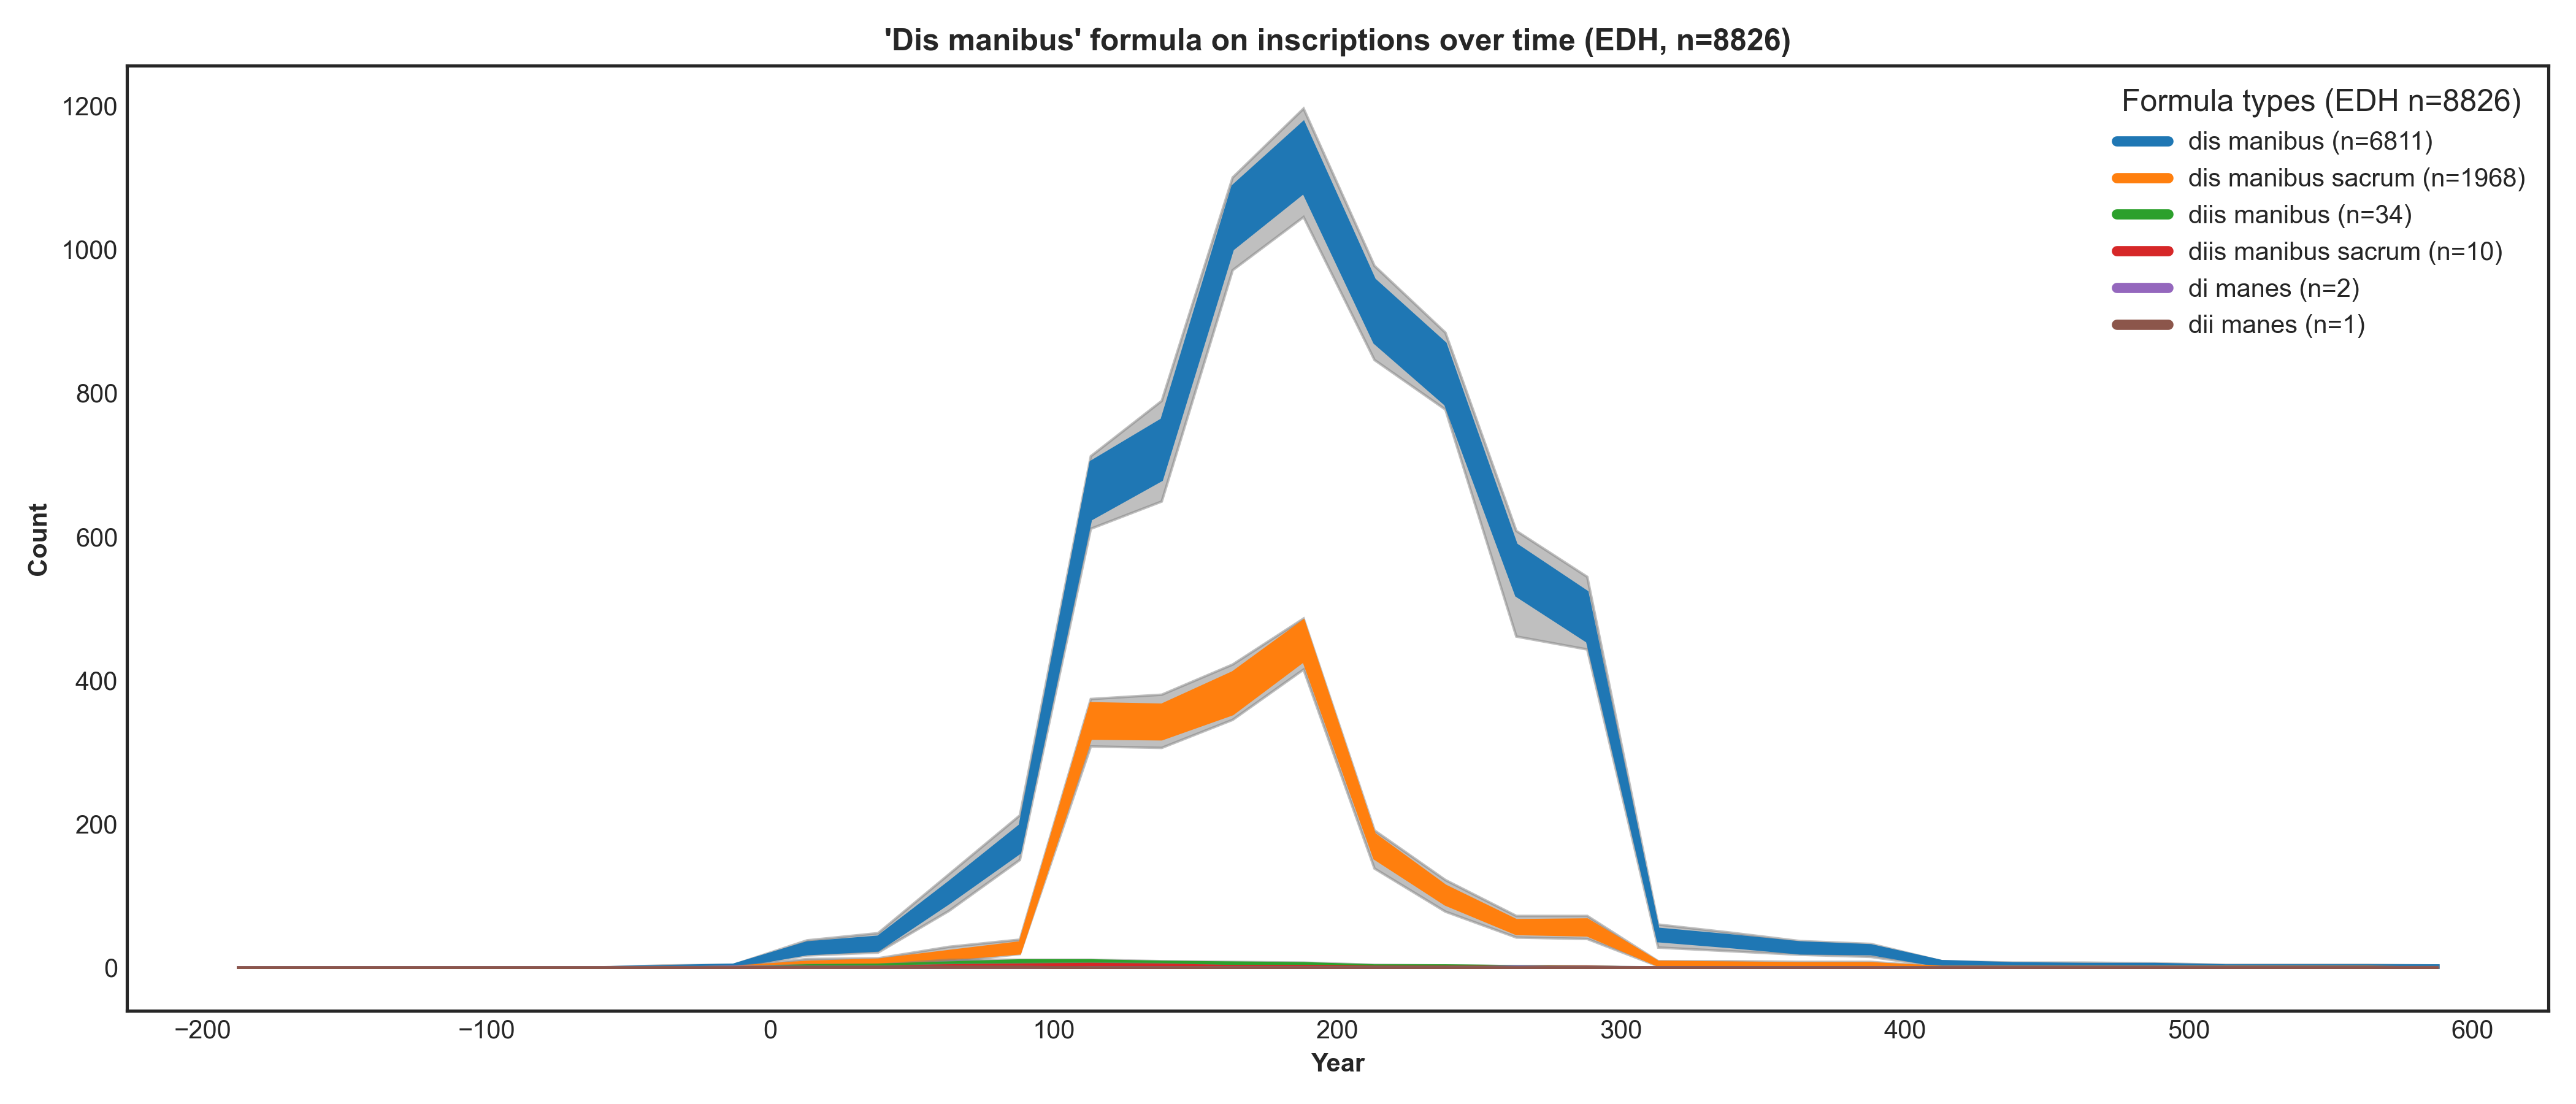 'Dis manibus' formula on inscriptions over time (EDH, n=8826)
Formula types (EDH n=8826)
dis manibus (n=6811)
dis manibus sacrum (n=1968)
diis manibus (n=34)
diis manibus sacrum (n=10)
di manes (n=2)
dii manes (n=1)
Count
1200
1000
800
600
400
200
0
−200 −100 0 100 200 300 400 500 600
Year